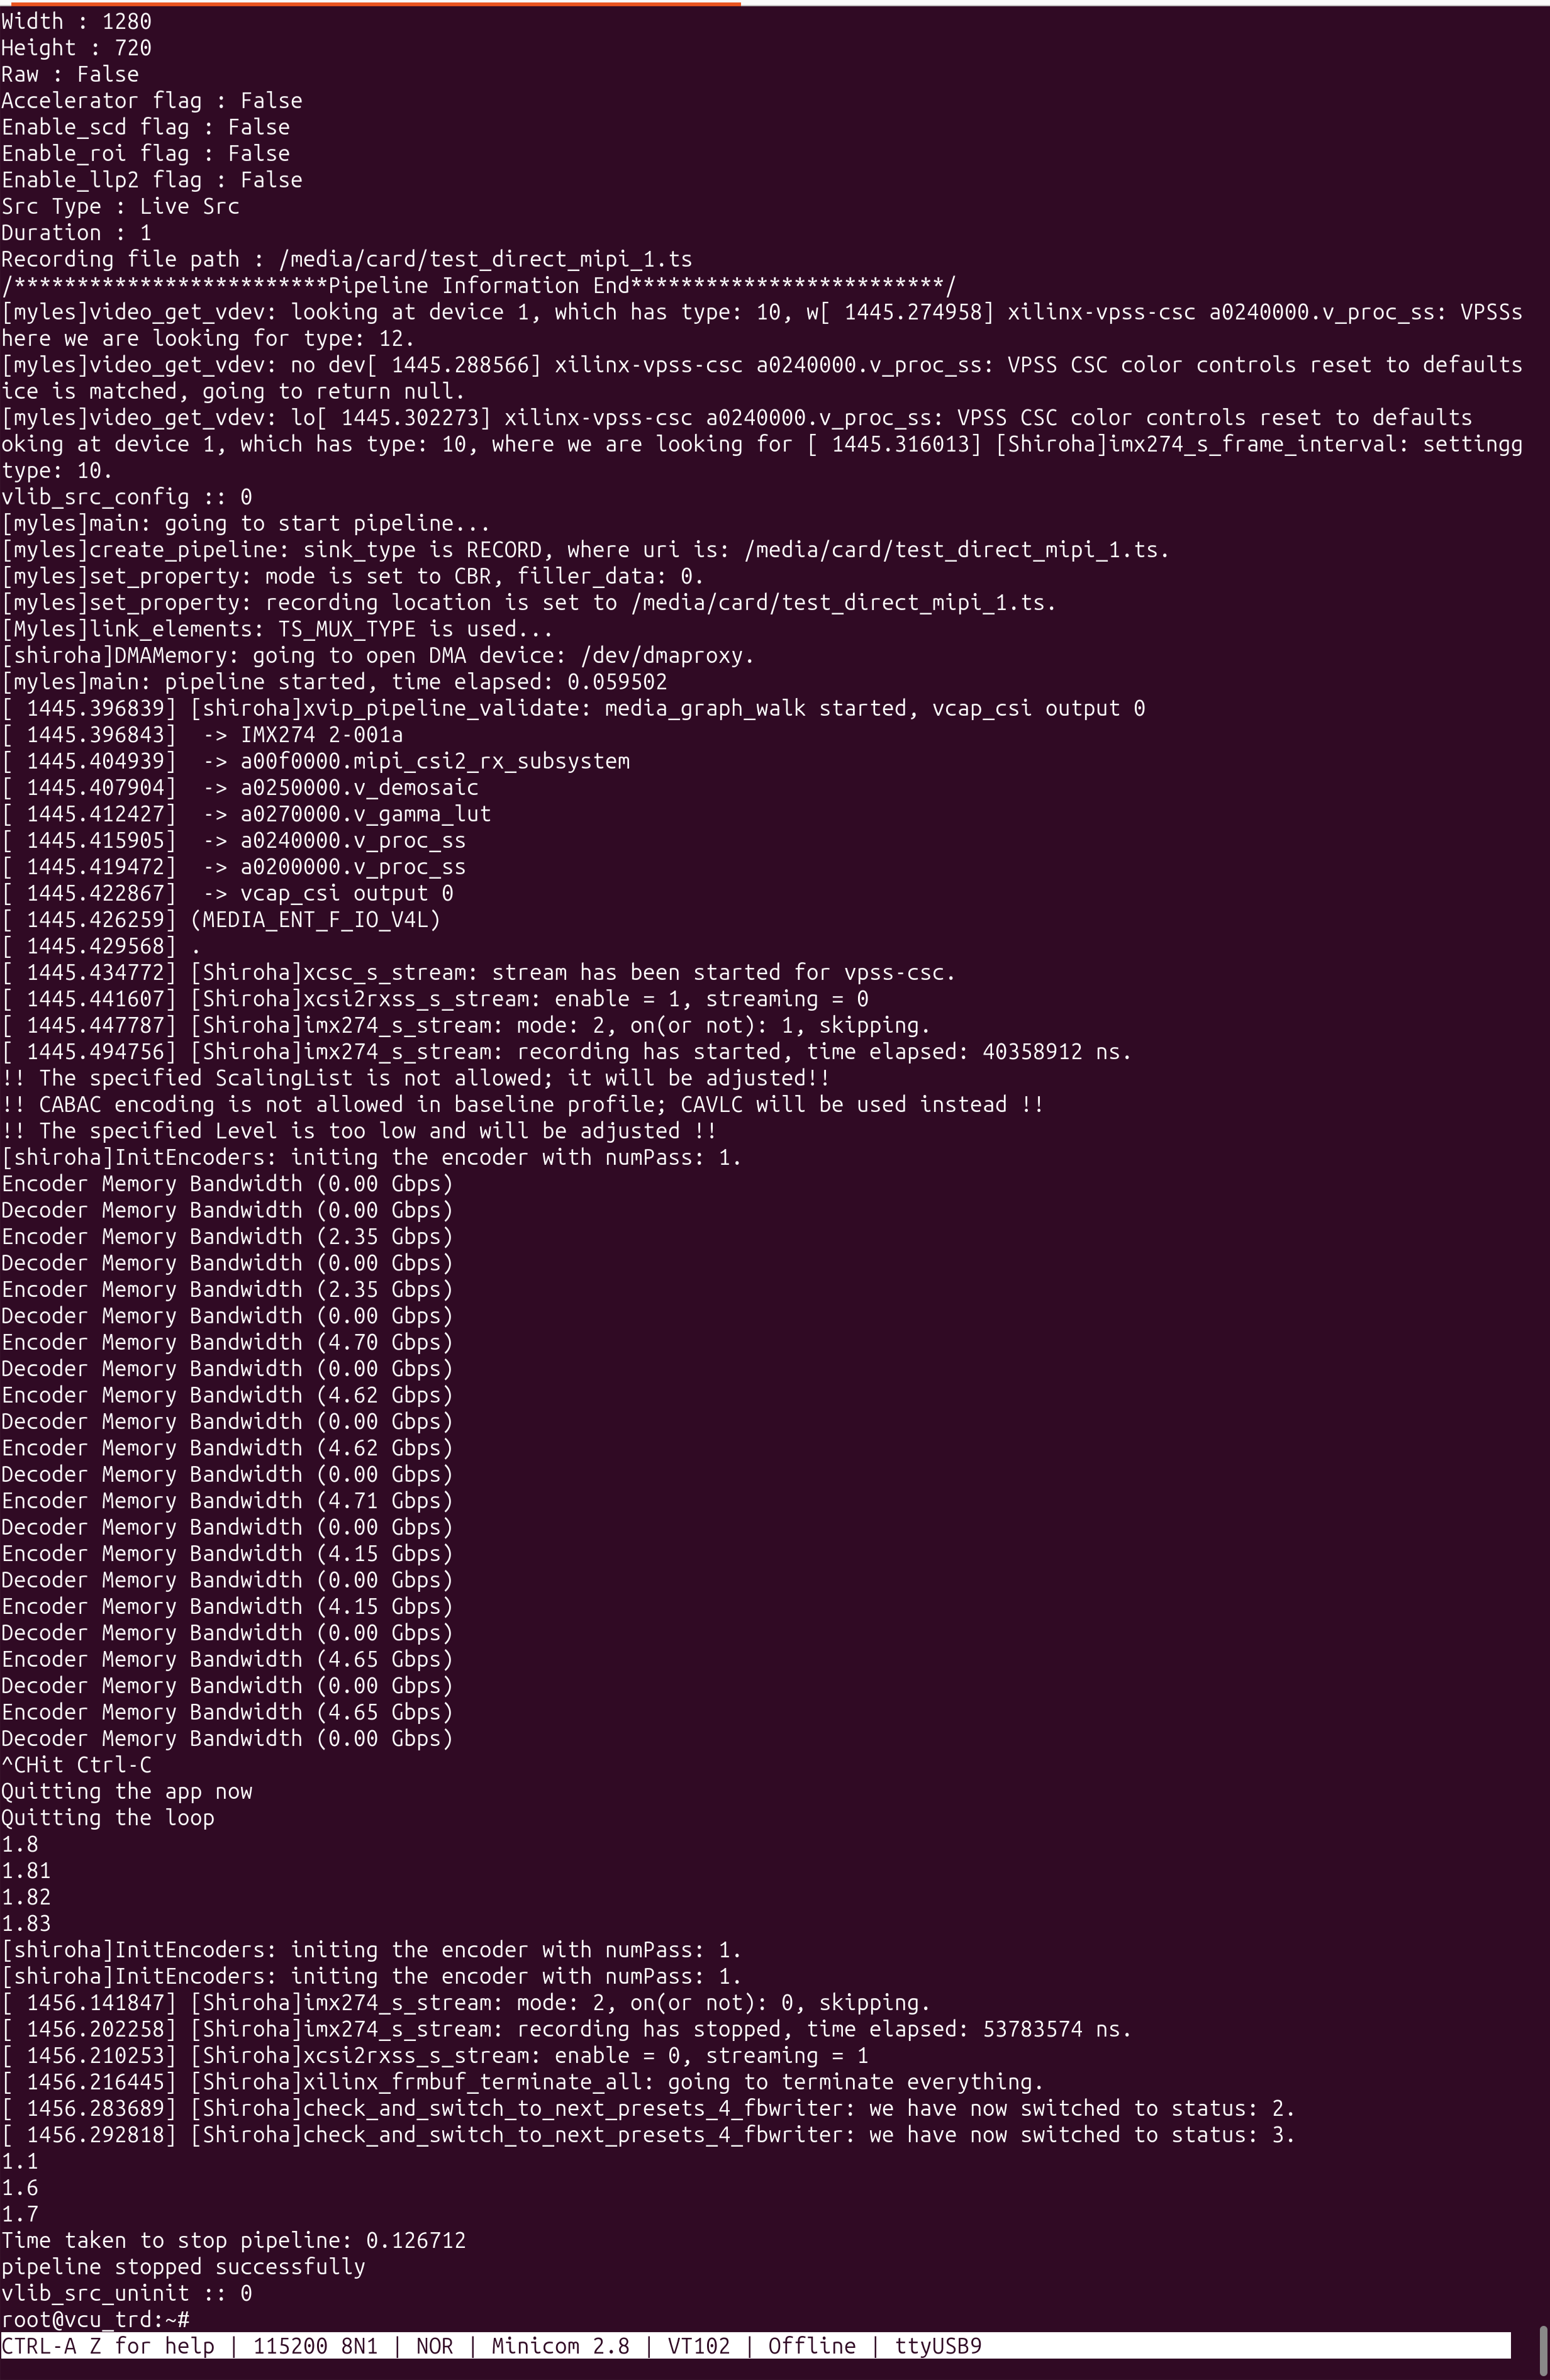 Width : 1280
Height : 720
Raw : False
Accelerator flag : False
Enable_scd flag : False
Enable_roi flag : False
Enable_llp2 flag : False
Src Type : Live Src
Duration : 1
Recording file path : /media/card/test_direct_mipi_1.ts
/*************************Pipeline Information End*************************/
[myles]video_get_vdev: looking at device 1, which has type: 10, w[ 1445.274958] xilinx-vpss-csc a0240000.v_proc_ss: VPSSs
here we are looking for type: 12.
[myles]video_get_vdev: no dev[ 1445.288566] xilinx-vpss-csc a0240000.v_proc_ss: VPSS CSC color controls reset to defaults
ice is matched, going to return null.
[myles]video_get_vdev: lo[ 1445.302273] xilinx-vpss-csc a0240000.v_proc_ss: VPSS CSC color controls reset to defaults
oking at device 1, which has type: 10, where we are looking for [ 1445.316013] [Shiroha]imx274_s_frame_interval: settingg
type: 10.
vlib_src_config :: 0
[myles]main: going to start pipeline...
[myles]create_pipeline: sink_type is RECORD, where uri is: /media/card/test_direct_mipi_1.ts.
[myles]set_property: mode is set to CBR, filler_data: 0.
[myles]set_property: recording location is set to /media/card/test_direct_mipi_1.ts.
[Myles]link_elements: TS_MUX_TYPE is used...
[shiroha]DMAMemory: going to open DMA device: /dev/dmaproxy.
[myles]main: pipeline started, time elapsed: 0.059502
[ 1445.396839] [shiroha]xvip_pipeline_validate: media_graph_walk started, vcap_csi output 0
[ 1445.396843]  -> IMX274 2-001a
[ 1445.404939]  -> a00f0000.mipi_csi2_rx_subsystem
[ 1445.407904]  -> a0250000.v_demosaic
[ 1445.412427]  -> a0270000.v_gamma_lut
[ 1445.415905]  -> a0240000.v_proc_ss
[ 1445.419472]  -> a0200000.v_proc_ss
[ 1445.422867]  -> vcap_csi output 0
[ 1445.426259] (MEDIA_ENT_F_IO_V4L)
[ 1445.429568] .
[ 1445.434772] [Shiroha]xcsc_s_stream: stream has been started for vpss-csc.
[ 1445.441607] [Shiroha]xcsi2rxss_s_stream: enable = 1, streaming = 0
[ 1445.447787] [Shiroha]imx274_s_stream: mode: 2, on(or not): 1, skipping.
[ 1445.494756] [Shiroha]imx274_s_stream: recording has started, time elapsed: 40358912 ns.
!! The specified ScalingList is not allowed; it will be adjusted!!
!! CABAC encoding is not allowed in baseline profile; CAVLC will be used instead !!
!! The specified Level is too low and will be adjusted !!
[shiroha]InitEncoders: initing the encoder with numPass: 1.
Encoder Memory Bandwidth (0.00 Gbps)
Decoder Memory Bandwidth (0.00 Gbps)
Encoder Memory Bandwidth (2.35 Gbps)
Decoder Memory Bandwidth (0.00 Gbps)
Encoder Memory Bandwidth (2.35 Gbps)
Decoder Memory Bandwidth (0.00 Gbps)
Encoder Memory Bandwidth (4.70 Gbps)
Decoder Memory Bandwidth (0.00 Gbps)
Encoder Memory Bandwidth (4.62 Gbps)
Decoder Memory Bandwidth (0.00 Gbps)
Encoder Memory Bandwidth (4.62 Gbps)
Decoder Memory Bandwidth (0.00 Gbps)
Encoder Memory Bandwidth (4.71 Gbps)
Decoder Memory Bandwidth (0.00 Gbps)
Encoder Memory Bandwidth (4.15 Gbps)
Decoder Memory Bandwidth (0.00 Gbps)
Encoder Memory Bandwidth (4.15 Gbps)
Decoder Memory Bandwidth (0.00 Gbps)
Encoder Memory Bandwidth (4.65 Gbps)
Decoder Memory Bandwidth (0.00 Gbps)
Encoder Memory Bandwidth (4.65 Gbps)
Decoder Memory Bandwidth (0.00 Gbps)
^CHit Ctrl-C
Quitting the app now
Quitting the loop
1.8
1.81
1.82
1.83
[shiroha]InitEncoders: initing the encoder with numPass: 1.
[shiroha]InitEncoders: initing the encoder with numPass: 1.
[ 1456.141847] [Shiroha]imx274_s_stream: mode: 2, on(or not): 0, skipping.
[ 1456.202258] [Shiroha]imx274_s_stream: recording has stopped, time elapsed: 53783574 ns.
[ 1456.210253] [Shiroha]xcsi2rxss_s_stream: enable = 0, streaming = 1
[ 1456.216445] [Shiroha]xilinx_frmbuf_terminate_all: going to terminate everything.
[ 1456.283689] [Shiroha]check_and_switch_to_next_presets_4_fbwriter: we have now switched to status: 2.
[ 1456.292818] [Shiroha]check_and_switch_to_next_presets_4_fbwriter: we have now switched to status: 3.
1.1
1.6
1.7
Time taken to stop pipeline: 0.126712
pipeline stopped successfully
vlib_src_uninit :: 0
root@vcu_trd:~#
CTRL-A Z for help | 115200 8N1 | NOR | Minicom 2.8 | VT102 | Offline | ttyUSB9